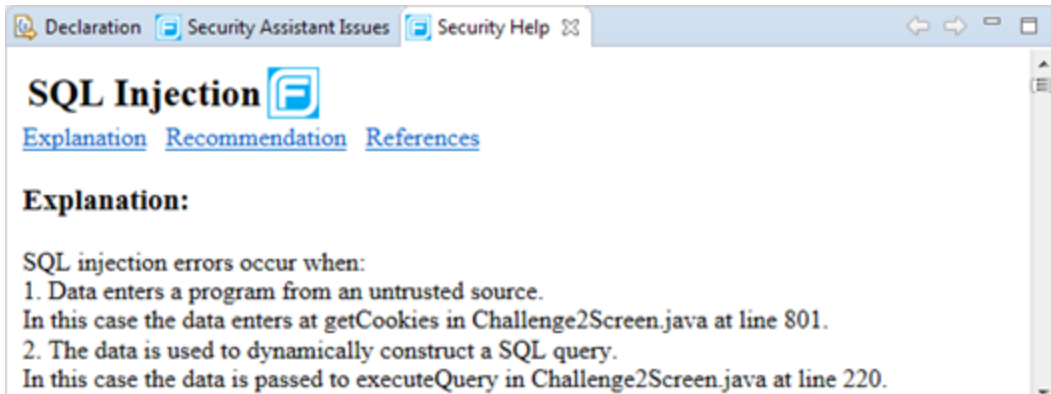 Declaration Security Assistant Issues Security Help
SQL Injection
Explanation Recommendation References
Explanation:
SQL injection errors occur when:
1. Data enters a program from an untrusted source.
In this case the data enters at getCookies in Challenge2Screen.java at line 801.
2. The data is used to dynamically construct a SQL query.
In this case the data is passed to executeQuery in Challenge2Screen.java at line 220.